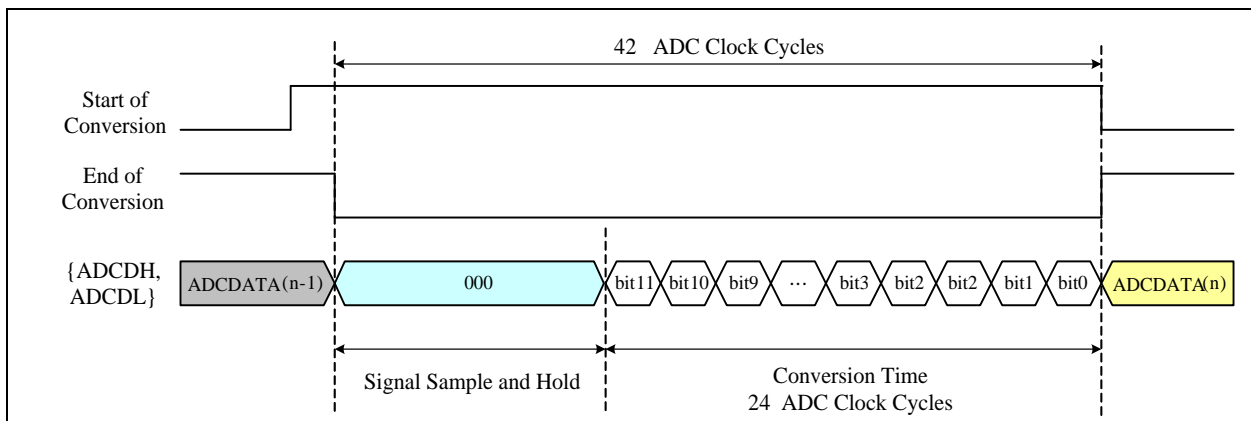 42 ADC Clock Cycles
Start of
Conversion
End of
Conversion
{ADCDH,
ADCDL}
ADCDATA(n-1)
000
bit11
bit10
bit9
...
bit3
bit2
bit2
bit1
bit0
ADCDATA(n)
Signal Sample and Hold
Conversion Time
24 ADC Clock Cycles